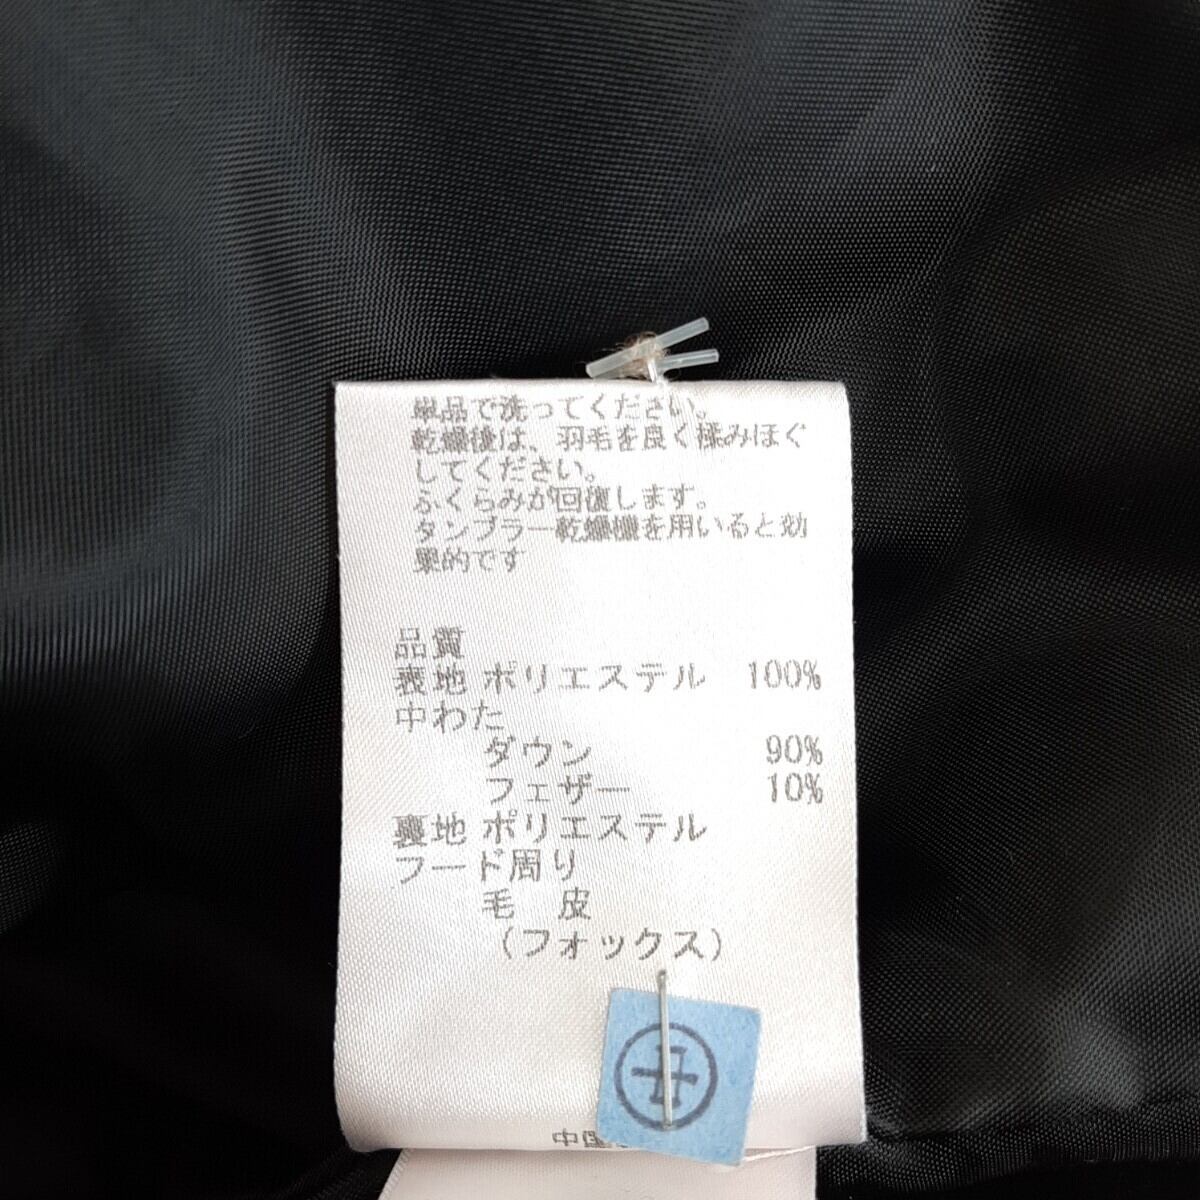 単品で洗ってください。
乾燥後は、羽毛を良く揉みほぐ
してください。
ふくらみが回復します。
タンブラー乾燥機を用いると効
果的です
品質
表地 ポリエステル 100%
中わた
ダウン 90%
フェザー 10%
裏地 ポリエステル
フード周り
毛 皮
(フォックス)
中国